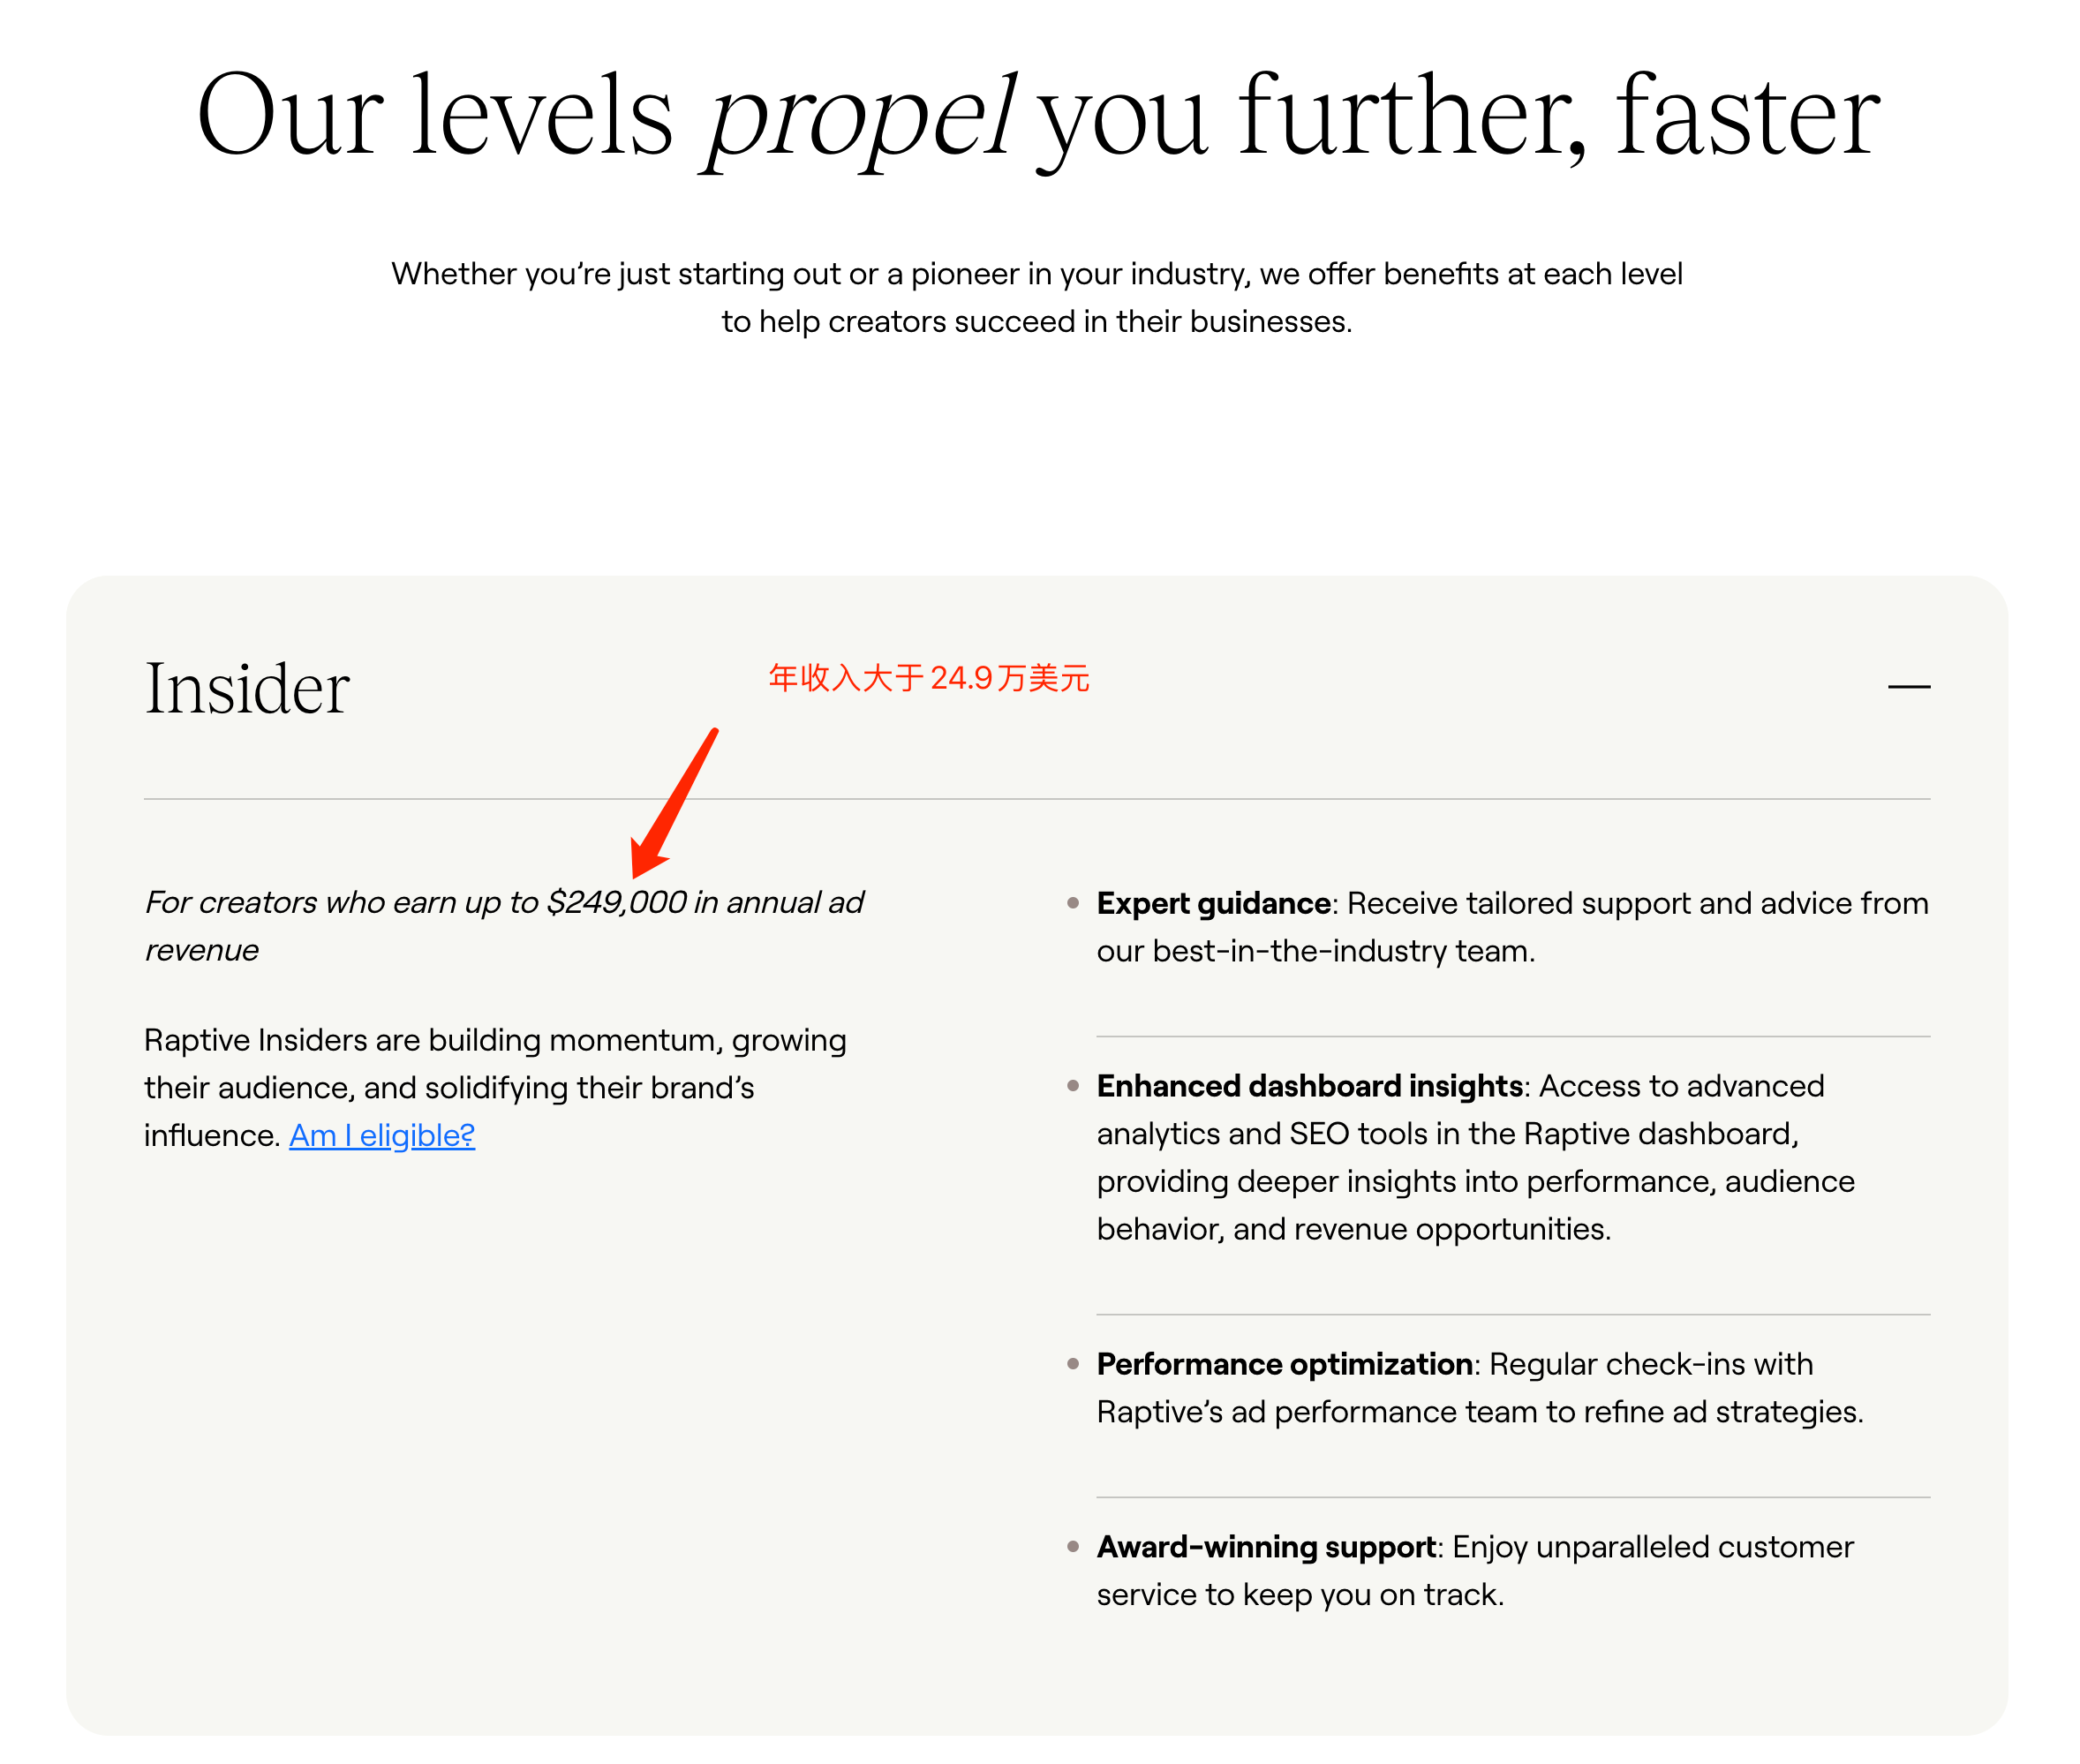 Our levels propel you further, faster
Whether you’re just starting out or a pioneer in your industry, we offer benefits at each level
to help creators succeed in their businesses.
Insider
年收入大于 24.9 万美元
For creators who earn up to $249,000 in annual ad
revenue
Raptive Insiders are building momentum, growing
their audience, and solidifying their brand’s
influence. Am I eligible?
Expert guidance: Receive tailored support and advice from
our best-in-the-industry team.
Enhanced dashboard insights: Access to advanced
analytics and SEO tools in the Raptive dashboard,
providing deeper insights into performance, audience
behavior, and revenue opportunities.
Performance optimization: Regular check-ins with
Raptive’s ad performance team to refine ad strategies.
Award-winning support: Enjoy unparalleled customer
service to keep you on track.